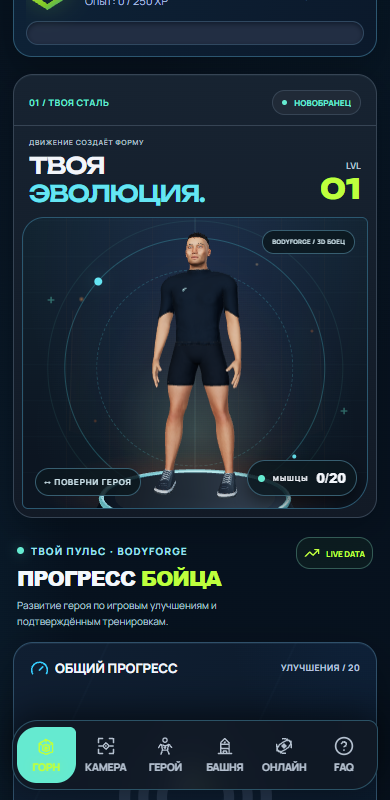 Опыт: 0 / 250 XP
01 / ТВОЯ СТАЛЬ
НОВОБРАНЕЦ
ДВИЖЕНИЕ СОЗДАЁТ ФОРМУ
ТВОЯ
ЭВОЛЮЦИЯ.
LVL
01
BODYFORGE / 3D БОЕЦ
↔ ПОВЕРНИ ГЕРОЯ
МЫШЦЫ 0/20
ТВОЙ ПУЛЬС · BODYFORGE
LIVE DATA
ПРОГРЕСС БОЙЦА
Развитие героя по игровым улучшениям и
подтверждённым тренировкам.
ОБЩИЙ ПРОГРЕСС
УЛУЧШЕНИЯ / 20
ГОРН
КАМЕРА
ГЕРОЙ
БАШНЯ
ОНЛАЙН
FAQ